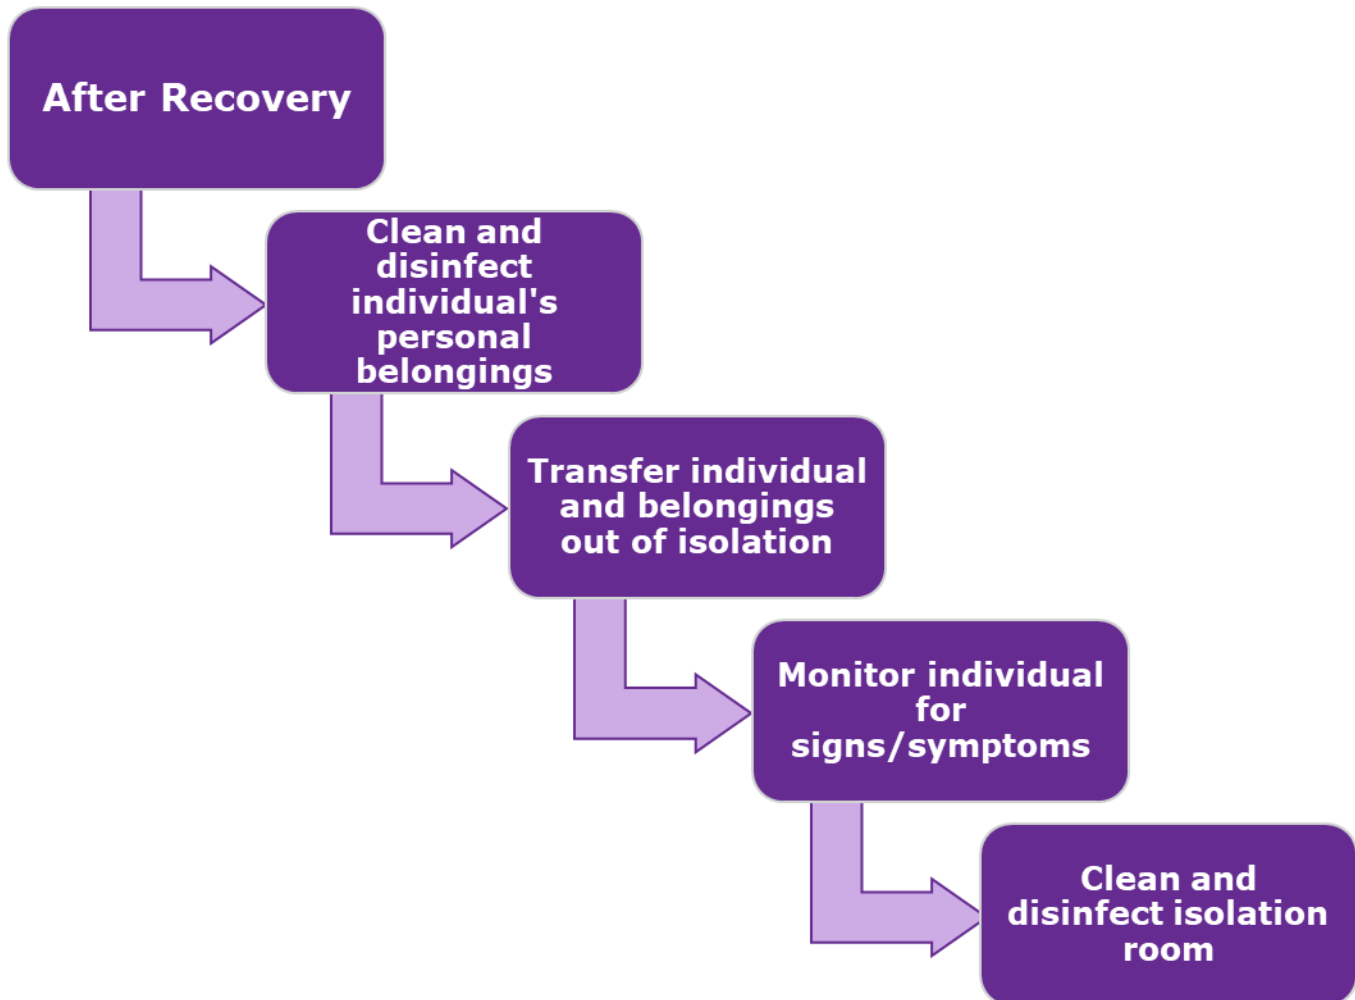 After Recovery
Clean and
disinfect
individual's
personal
belongings
Transfer individual
and belongings
out of isolation
Monitor individual
for
signs/symptoms
Clean and
disinfect isolation
room